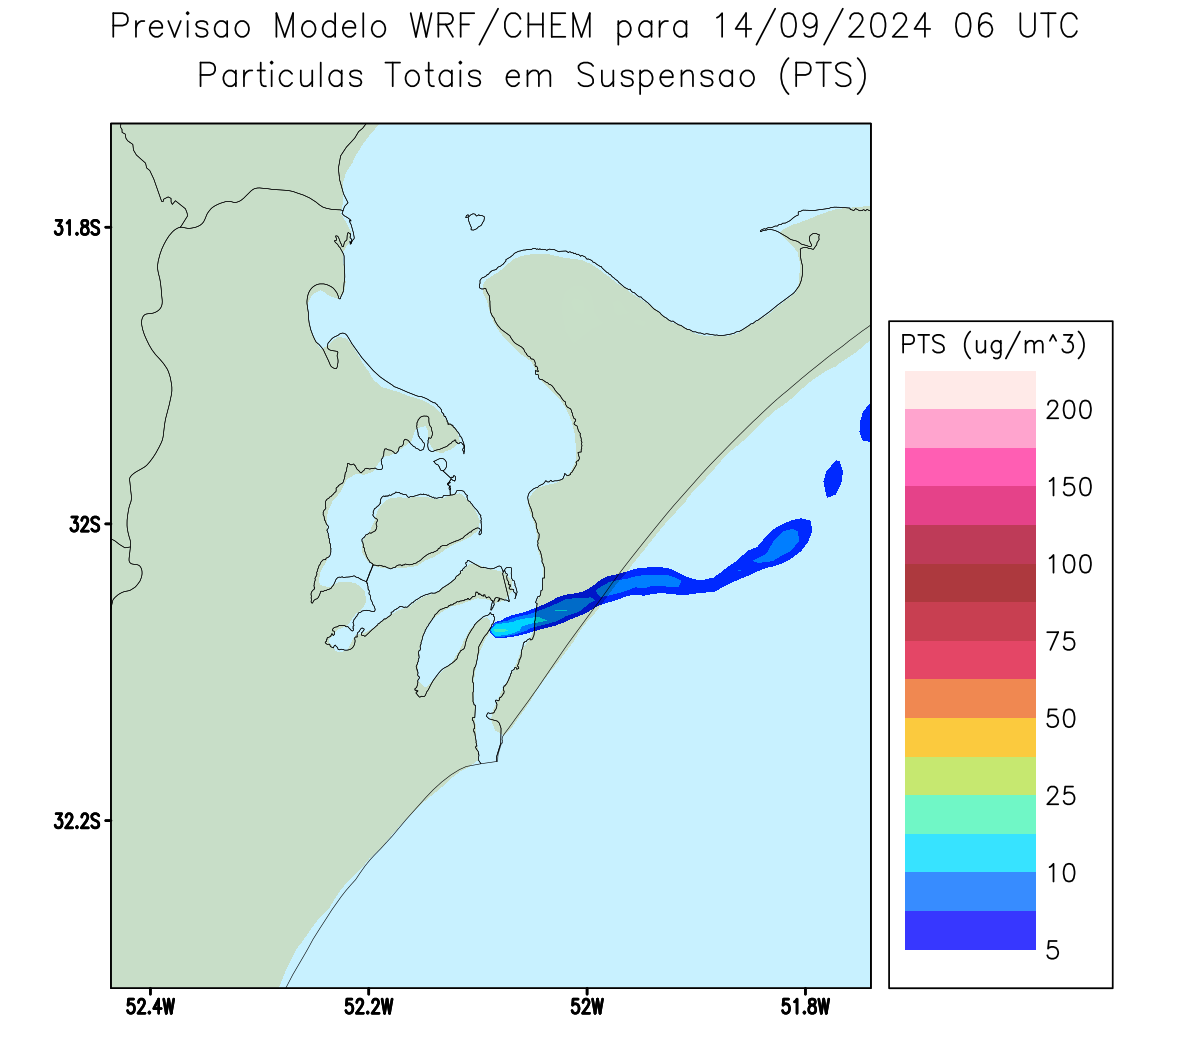 Previsao Modelo WRF/CHEM para 14/09/2024 06 UTC
Particulas Totais em Suspensao (PTS)
31.8S
32S
32.2S
52.4W
52.2W
52W
51.8W
PTS (ug/m^3)
200
150
100
75
50
25
10
5